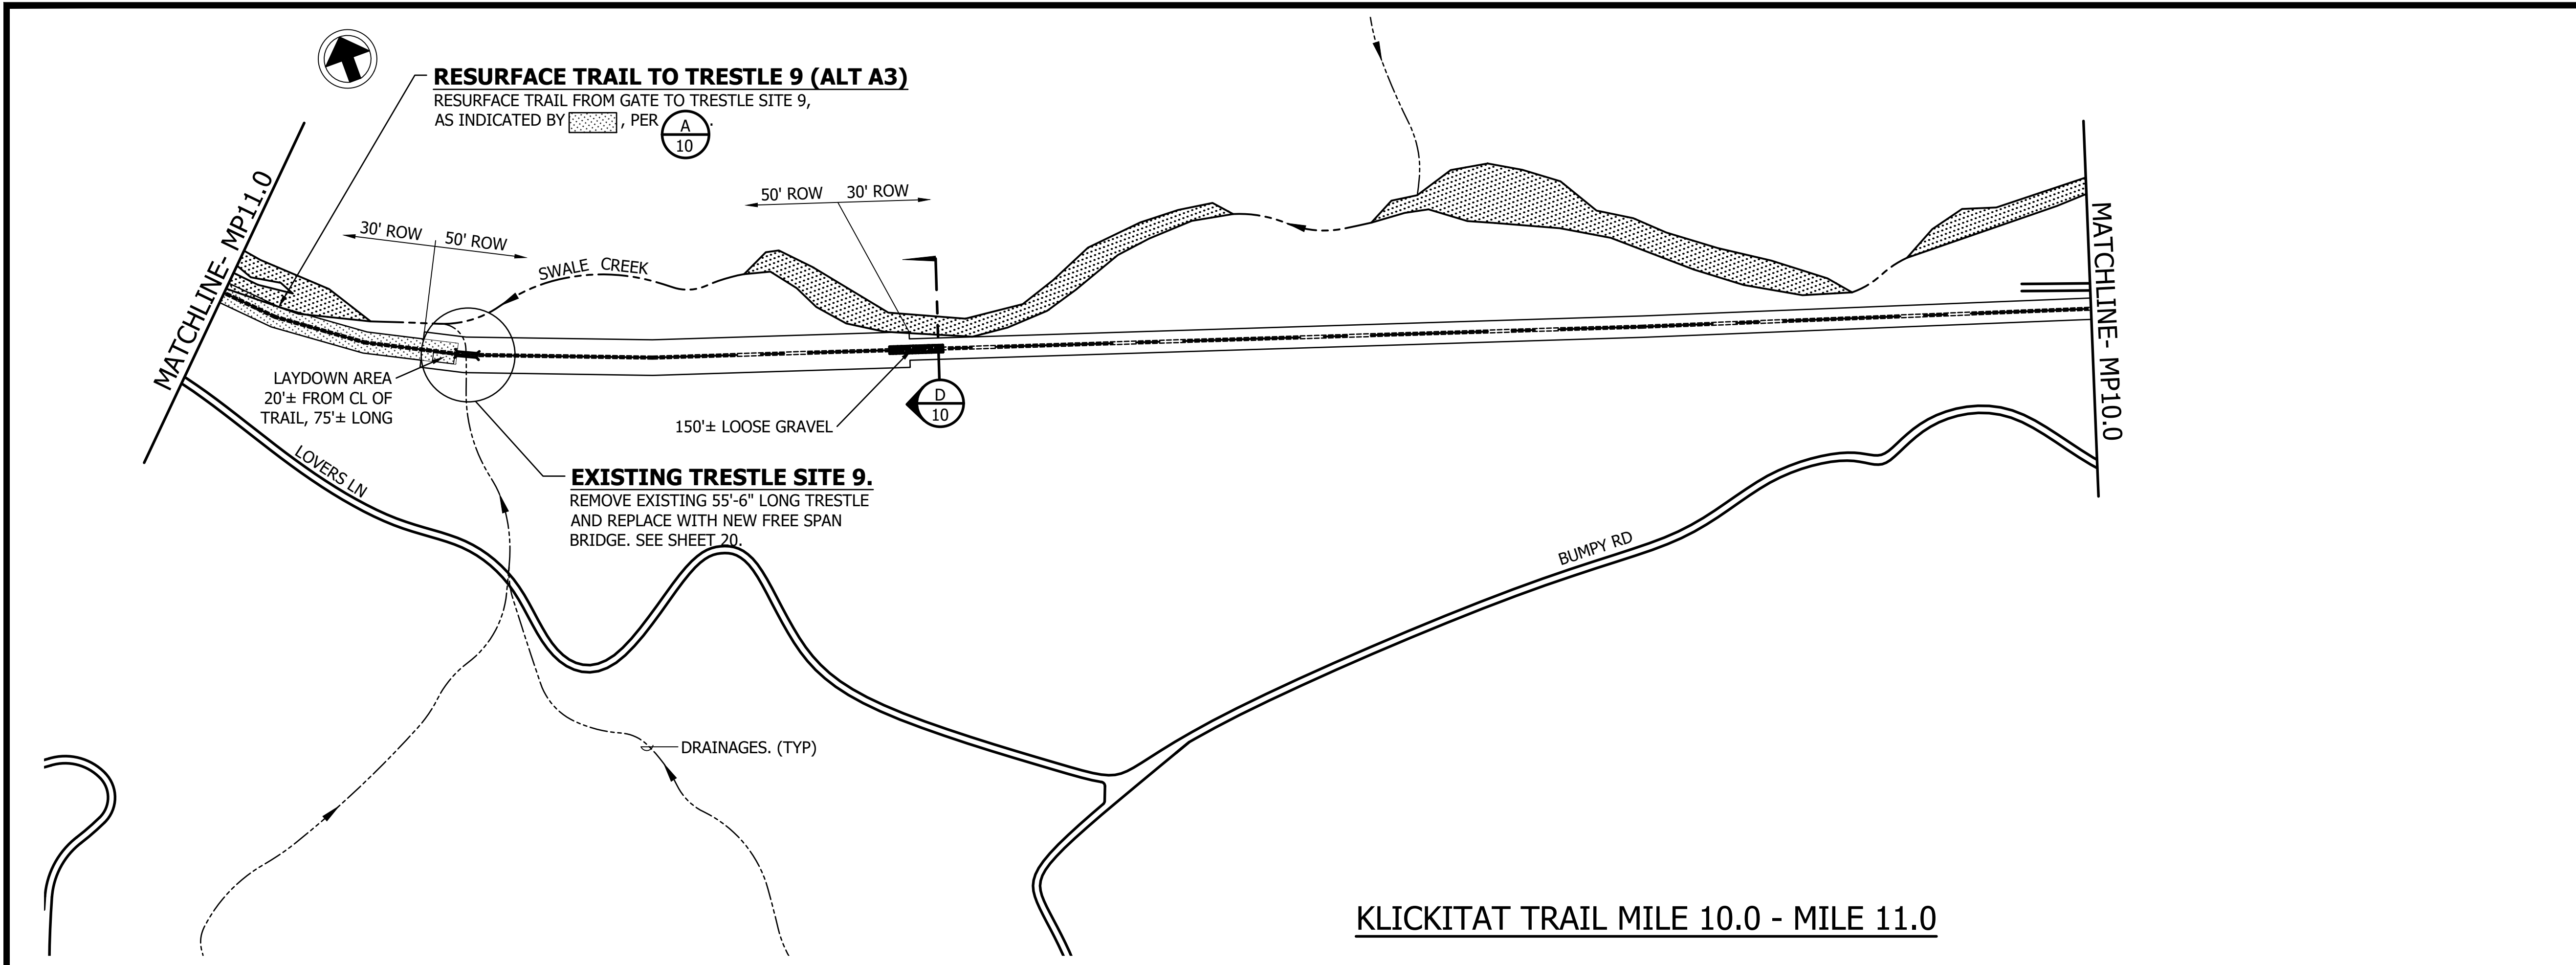 RESURFACE TRAIL TO TRESTLE 9 (ALT A3)
RESURFACE TRAIL FROM GATE TO TRESTLE SITE 9,
AS INDICATED BY , PER A 10 .
MATCHLINE- MP11.0
30' ROW 50' ROW
SWALE CREEK
50' ROW 30' ROW
MATCHLINE- MP10.0
LAYDOWN AREA
20'± FROM CL OF
TRAIL, 75'± LONG
150'± LOOSE GRAVEL
D
10
LOVERS LN
EXISTING TRESTLE SITE 9.
REMOVE EXISTING 55'-6" LONG TRESTLE
AND REPLACE WITH NEW FREE SPAN
BRIDGE. SEE SHEET 20.
BUMPY RD
DRAINAGES. (TYP)
KLICKITAT TRAIL MILE 10.0 - MILE 11.0